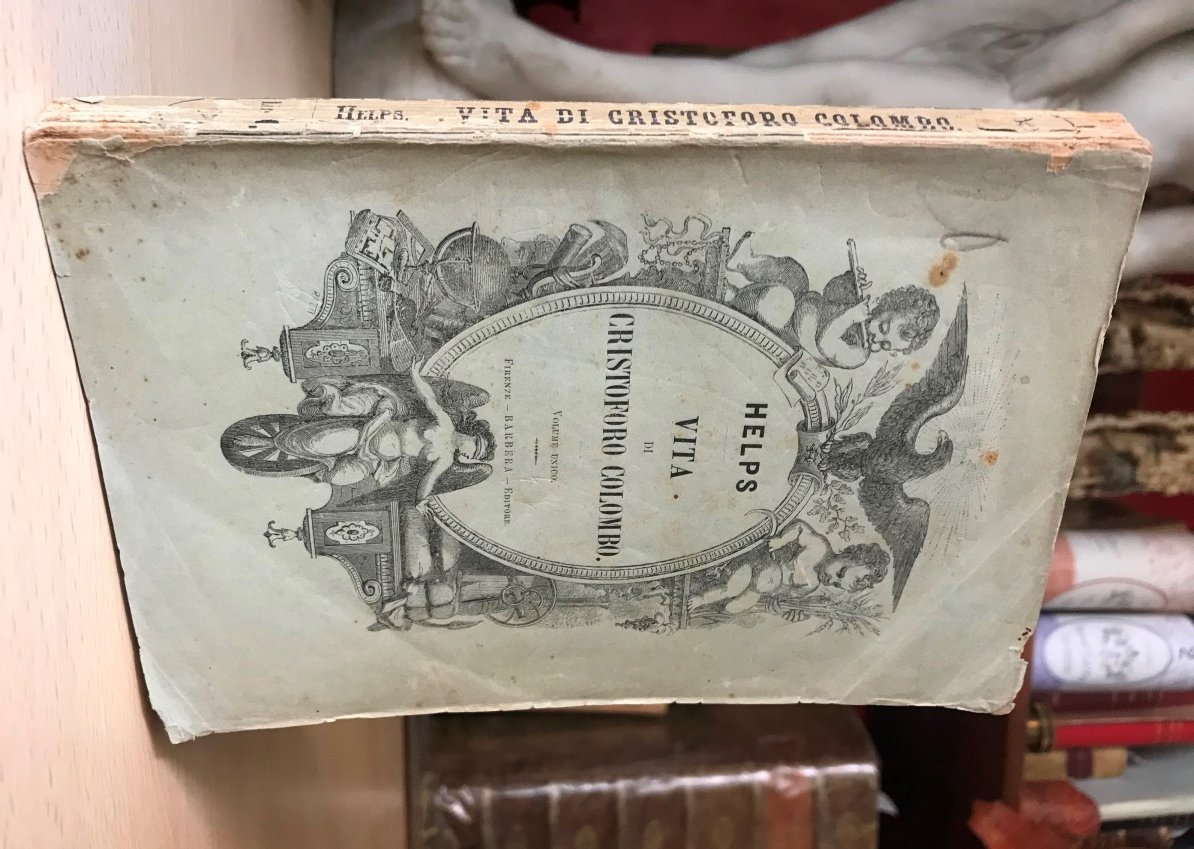 HELPS. VITA DI CRISTOFORO COLOMBO.
HELPS
VITA
DI
CRISTOFORO COLOMBO.
VOLUME UNICO.
FIRENZE — BARBÈRA — EDITORE.